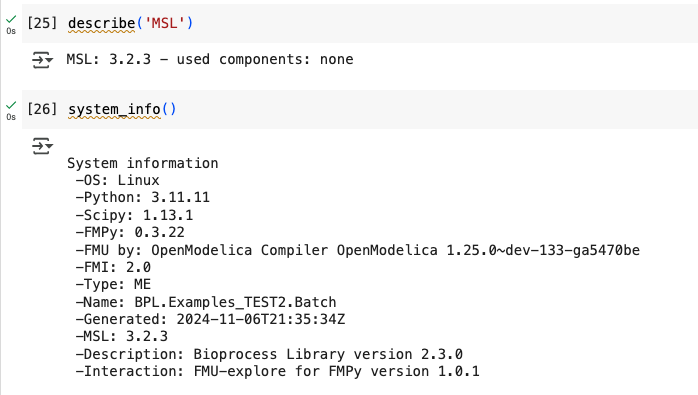 [25] describe('MSL')
0s
MSL: 3.2.3 – used components: none
[26] system_info()
0s
System information
-OS: Linux
-Python: 3.11.11
-Scipy: 1.13.1
-FMPy: 0.3.22
-FMU by: OpenModelica Compiler OpenModelica 1.25.0~dev-133-ga5470be
-FMI: 2.0
-Type: ME
-Name: BPL.Examples_TEST2.Batch
-Generated: 2024-11-06T21:35:34Z
-MSL: 3.2.3
-Description: Bioprocess Library version 2.3.0
-Interaction: FMU-explore for FMPy version 1.0.1